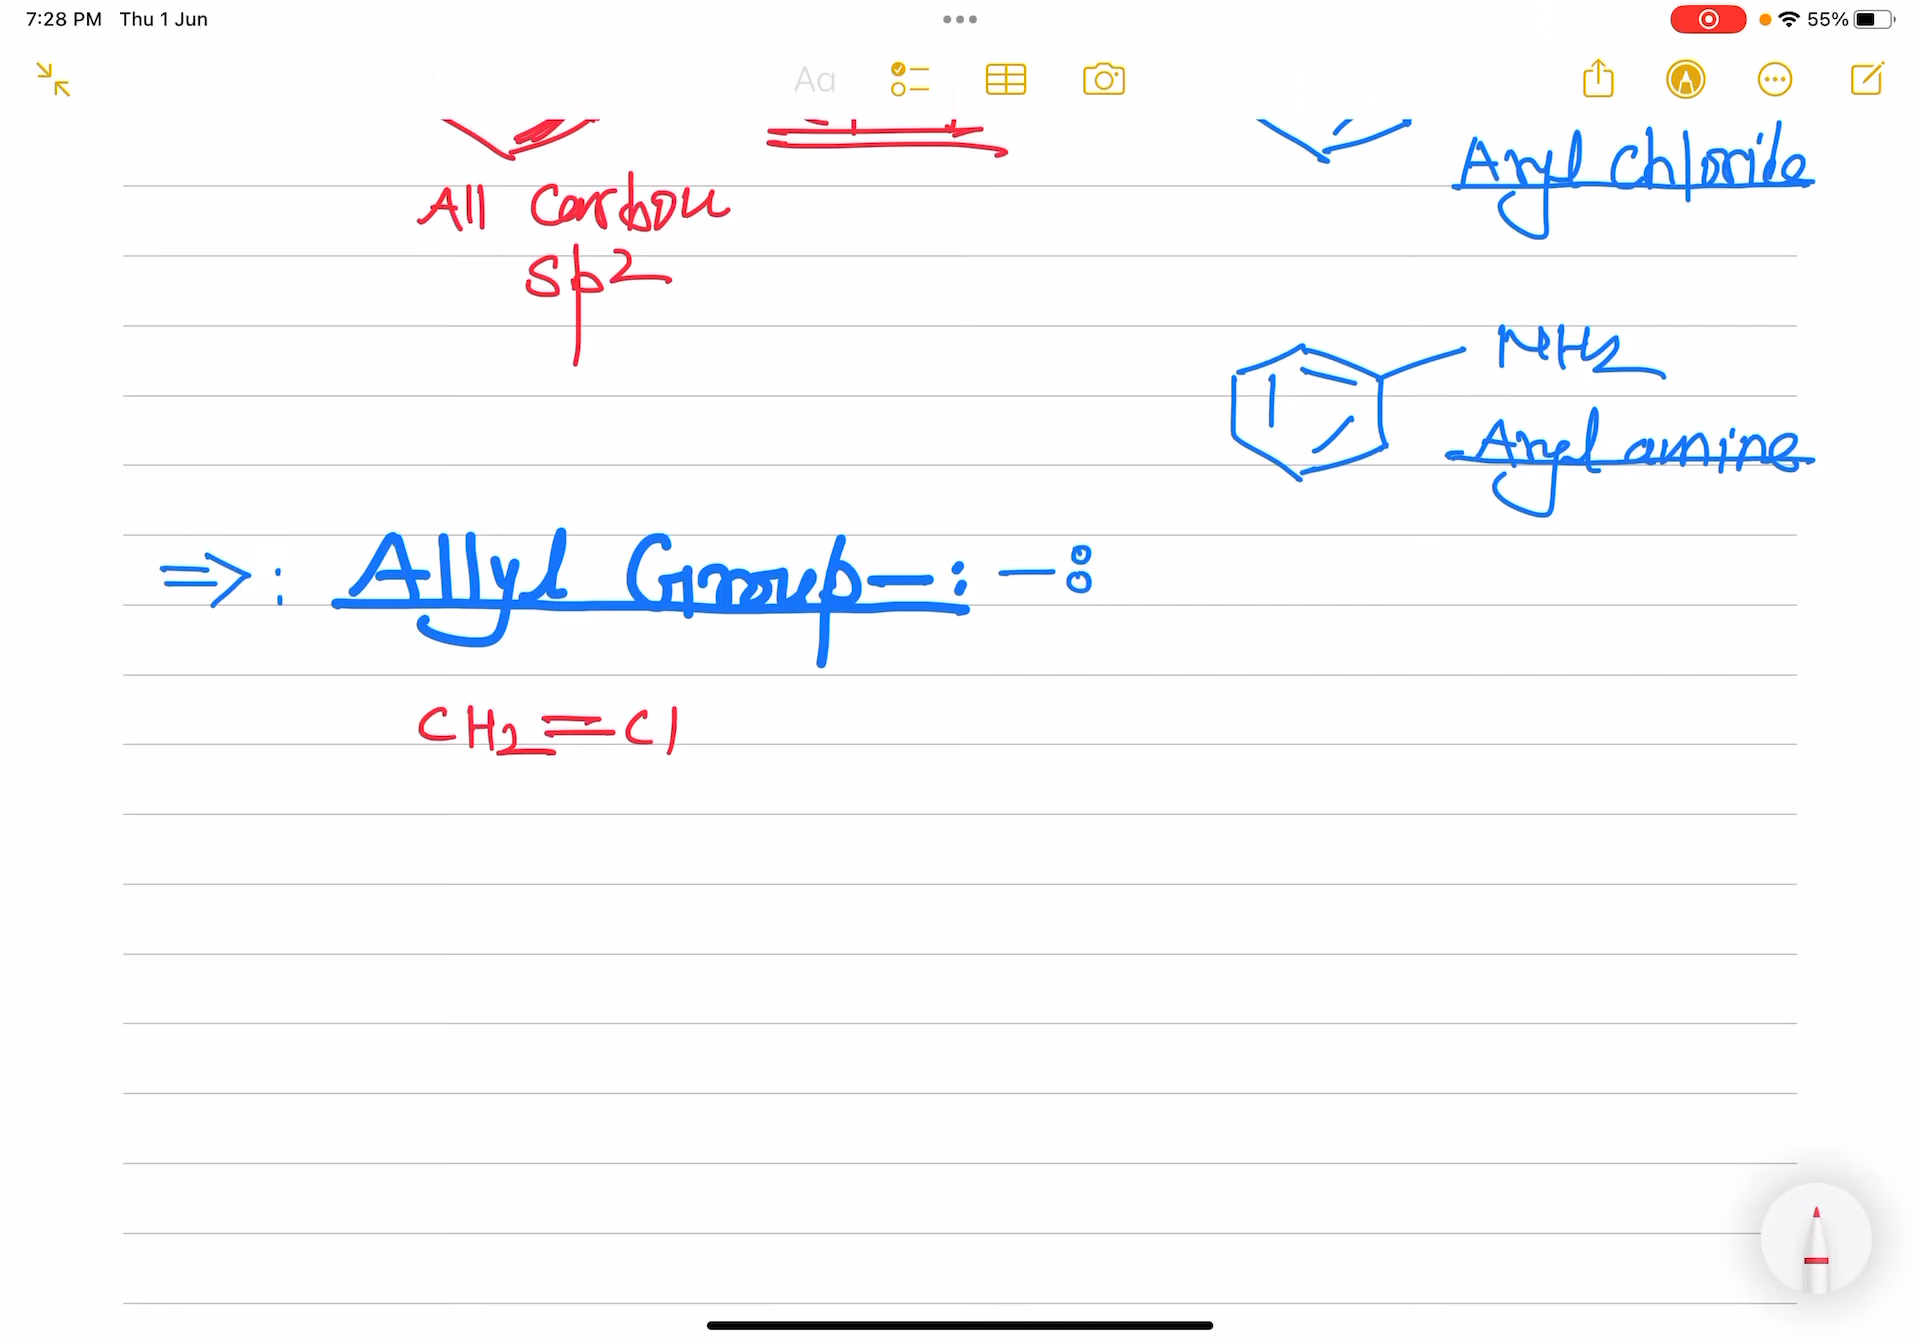 7:28 PM Thu 1 Jun
55%
Aa
Aryl Chloride
All Carbon
Sp2
NH2
Aryl amine
=>: Allyl Group-:-:
CH2=Cl